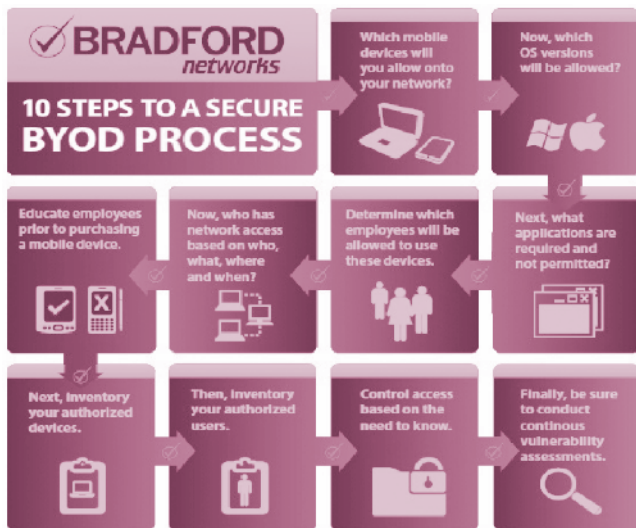 BRADFORD
networks
10 STEPS TO A SECURE
BYOD PROCESS
Which mobile
devices will
you allow onto
your network?
Now, which
OS versions
will be allowed?
Next, what
applications are
required and
not permitted?
Determine which
employees will be
allowed to use
these devices.
Now, who has
network access
based on who,
what, where
and when?
Educate employees
prior to purchasing
a mobile device.
Next, inventory
your authorized
devices.
Then, inventory
your authorized
users.
Control access
based on the
need to know.
Finally, be sure
to conduct
continous
vulnerability
assessments.